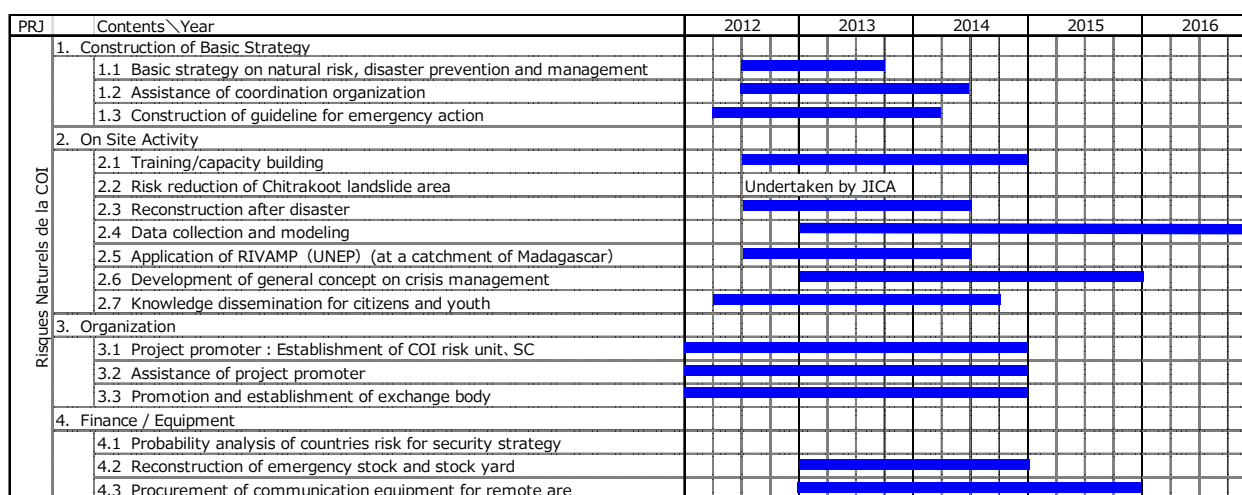 PRJ Contents＼Year 2012 2013 2014 2015 2016
Risques Naturels de la COI
1. Construction of Basic Strategy
1.1 Basic strategy on natural risk, disaster prevention and management
1.2 Assistance of coordination organization
1.3 Construction of guideline for emergency action
2. On Site Activity
2.1 Training/capacity building
2.2 Risk reduction of Chitrakoot landslide area Undertaken by JICA
2.3 Reconstruction after disaster
2.4 Data collection and modeling
2.5 Application of RIVAMP（UNEP）(at a catchment of Madagascar)
2.6 Development of general concept on crisis management
2.7 Knowledge dissemination for citizens and youth
3. Organization
3.1 Project promoter : Establishment of COI risk unit、SC
3.2 Assistance of project promoter
3.3 Promotion and establishment of exchange body
4. Finance / Equipment
4.1 Probability analysis of countries risk for security strategy
4.2 Reconstruction of emergency stock and stock yard
4.3 Procurement of communication equipment for remote are